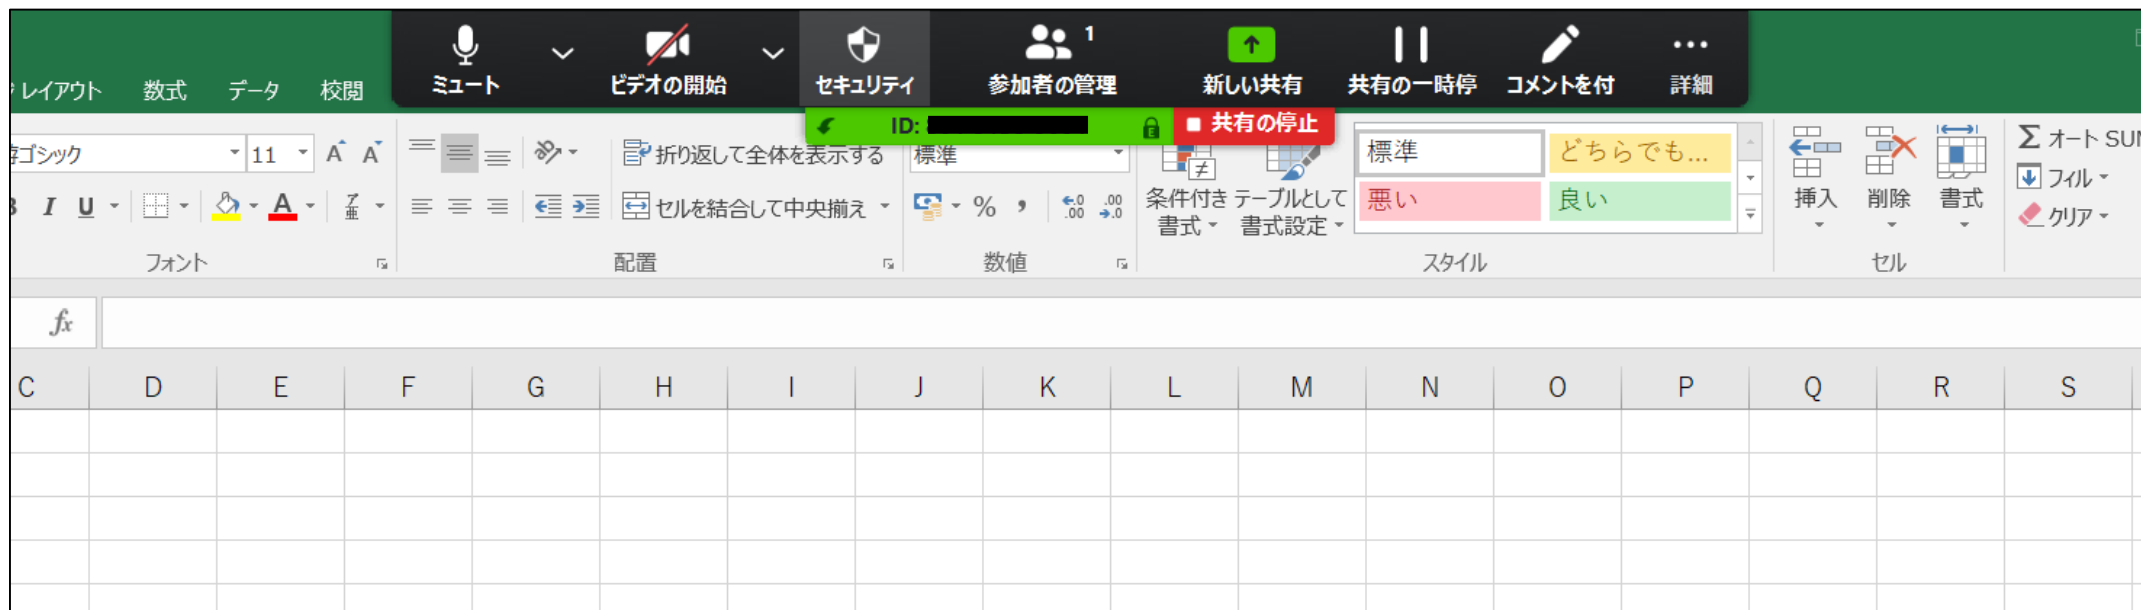 ミュート ビデオの開始 セキュリティ 参加者の管理 1 新しい共有 共有の一時停 コメントを付 詳細
レイアウト 数式 データ 校閲
ID: 共有の停止
游ゴシック 11 A A 折り返して全体を表示する 標準 標準 どちらでも... Σ オート SUM
I U A セルを結合して中央揃え % 条件付き書式 テーブルとして書式設定 悪い 良い 挿入 削除 書式 フィル
クリア
フォント 配置 数値 スタイル セル
fx
C D E F G H I J K L M N O P Q R S